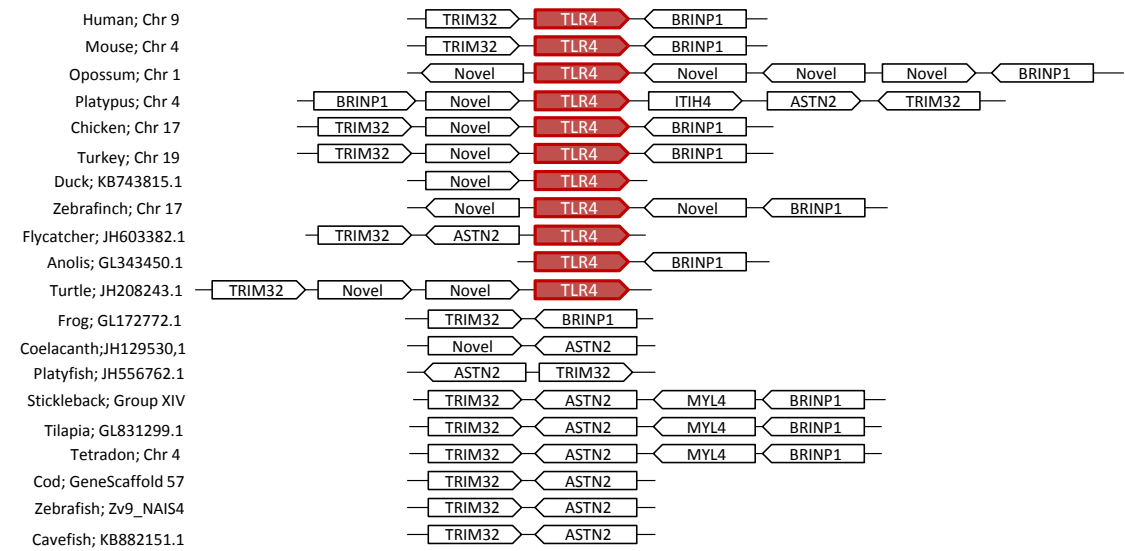 Human; Chr 9 TRIM32 TLR4 BRINP1
Mouse; Chr 4 TRIM32 TLR4 BRINP1
Opossum; Chr 1 Novel TLR4 Novel Novel Novel BRINP1
Platypus; Chr 4 BRINP1 Novel TLR4 ITIH4 ASTN2 TRIM32
Chicken; Chr 17 TRIM32 Novel TLR4 BRINP1
Turkey; Chr 19 TRIM32 Novel TLR4 BRINP1
Duck; KB743815.1 Novel TLR4
Zebrafinch; Chr 17 Novel TLR4 Novel BRINP1
Flycatcher; JH603382.1 TRIM32 ASTN2 TLR4
Anolis; GL343450.1 TLR4 BRINP1
Turtle; JH208243.1 TRIM32 Novel Novel TLR4
Frog; GL172772.1 TRIM32 BRINP1
Coelacanth;JH129530,1 Novel ASTN2
Platyfish; JH556762.1 ASTN2 TRIM32
Stickleback; Group XIV TRIM32 ASTN2 MYL4 BRINP1
Tilapia; GL831299.1 TRIM32 ASTN2 MYL4 BRINP1
Tetradon; Chr 4 TRIM32 ASTN2 MYL4 BRINP1
Cod; GeneScaffold 57 TRIM32 ASTN2
Zebrafish; Zv9_NAIS4 TRIM32 ASTN2
Cavefish; KB882151.1 TRIM32 ASTN2